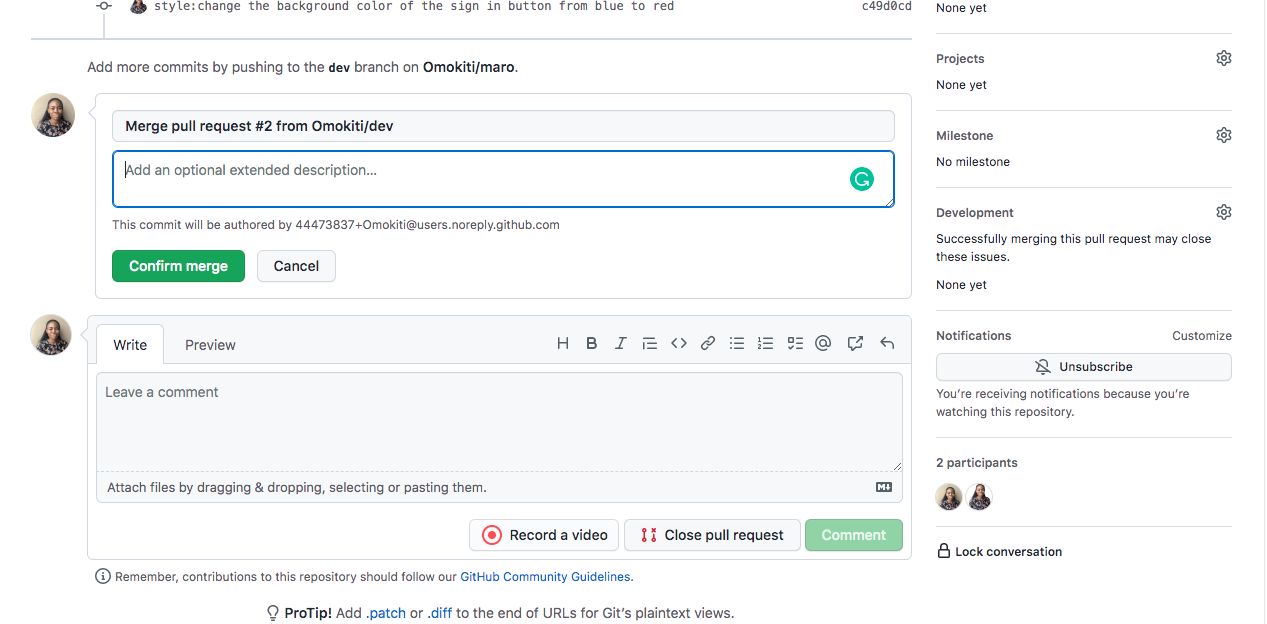 style:change the background color of the sign in button from blue to red
c49d0cd
Add more commits by pushing to the dev branch on Omokiti/maro.
Merge pull request #2 from Omokiti/dev
Add an optional extended description...
This commit will be authored by 44473837+Omokiti@users.noreply.github.com
Confirm merge
Cancel
Write
Preview
Leave a comment
Attach files by dragging & dropping, selecting or pasting them.
Record a video
Close pull request
Comment
Remember, contributions to this repository should follow our GitHub Community Guidelines.
ProTip! Add .patch or .diff to the end of URLs for Git’s plaintext views.
None yet
Projects
None yet
Milestone
No milestone
Development
Successfully merging this pull request may close
these issues.
None yet
Notifications
Customize
Unsubscribe
You’re receiving notifications because you’re
watching this repository.
2 participants
Lock conversation